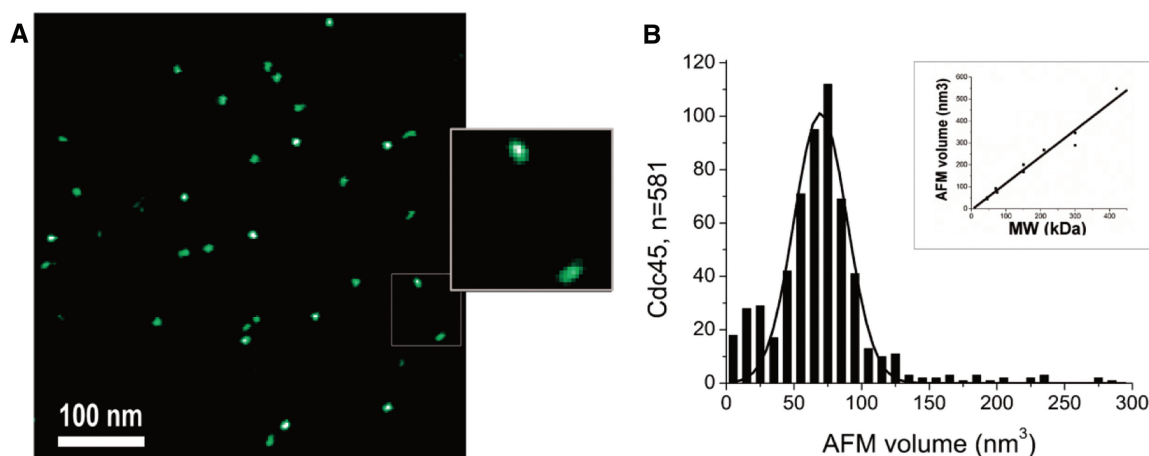 A
100 nm
B
Cdc45, n=581
120
100
80
60
40
20
0
0 50 100 150 200 250 300
AFM volume (nm³)
AFM volume (nm3)
600
500
400
300
200
100
0
0 100 200 300 400
MW (kDa)